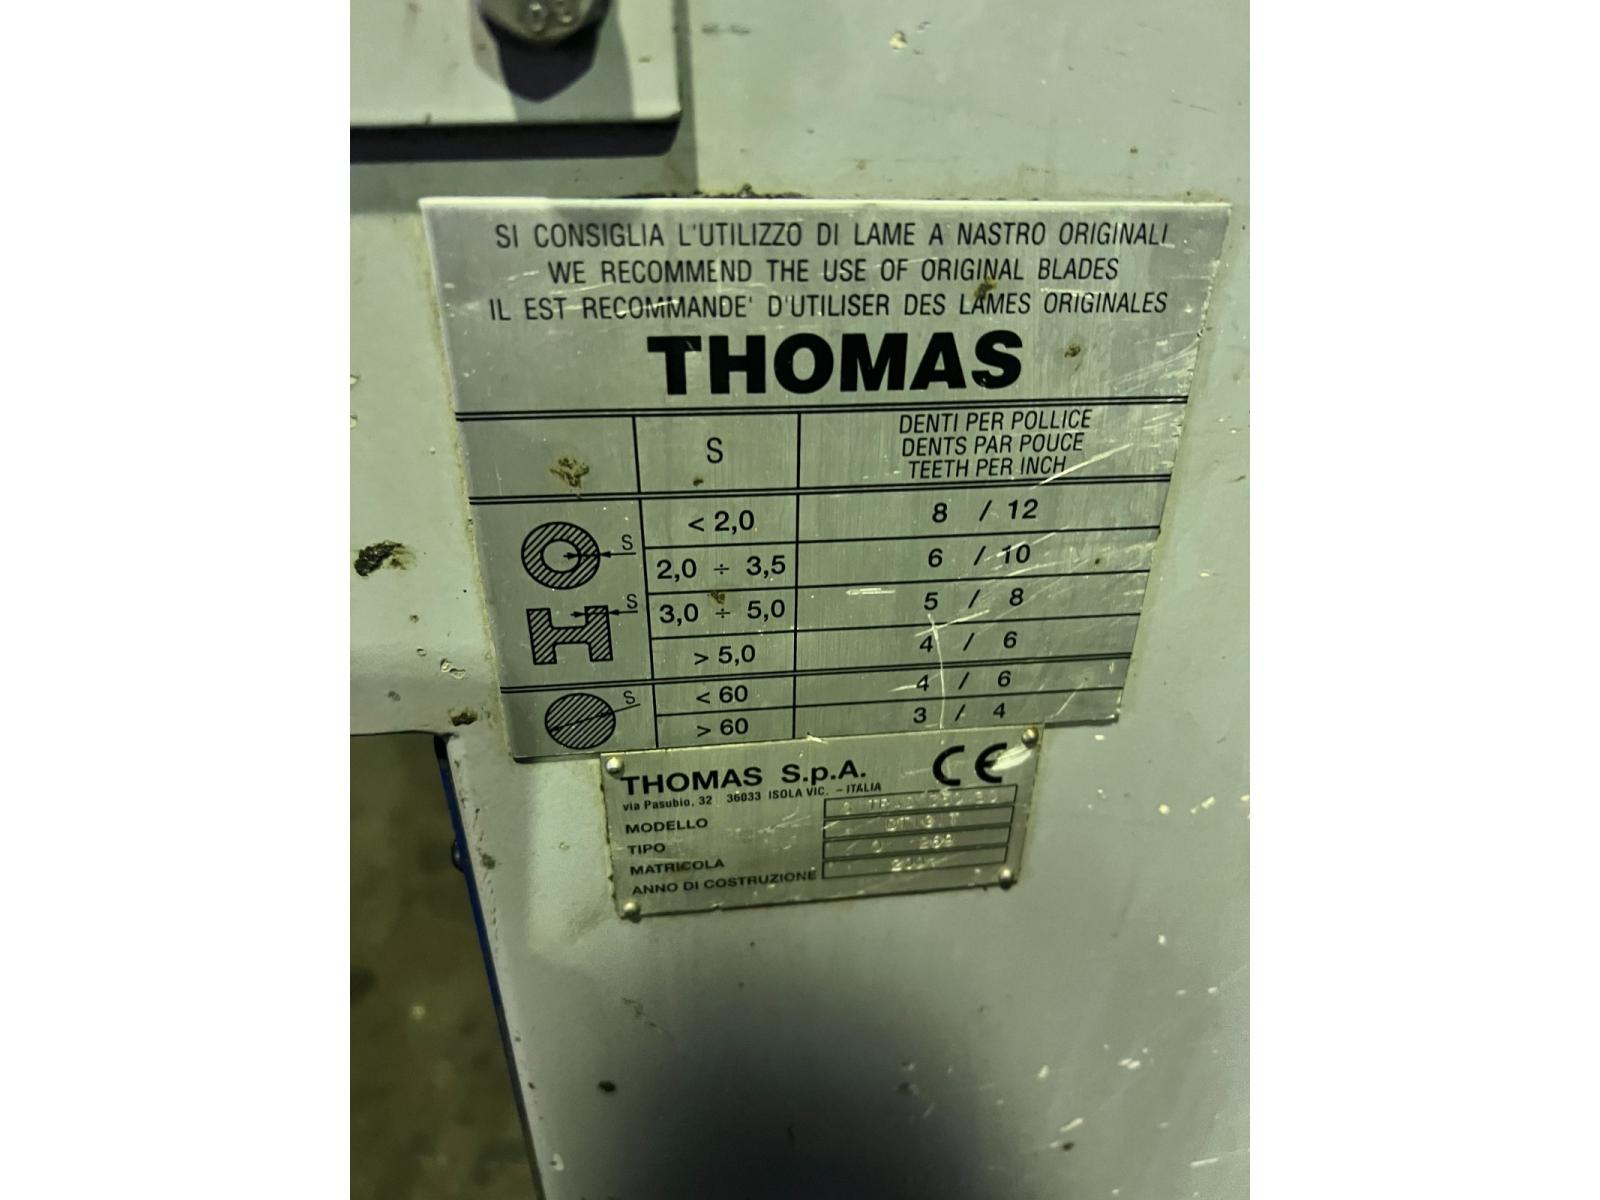 SI CONSIGLIA L'UTILIZZO DI LAME A NASTRO ORIGINALI
WE RECOMMEND THE USE OF ORIGINAL BLADES
IL EST RECOMMANDE' D'UTILISER DES LAMES ORIGINALES
THOMAS
S
DENTI PER POLLICE
DENTS PAR POUCE
TEETH PER INCH
S
< 2,0 8 / 12
2,0 ÷ 3,5 6 / 10
S
3,0 ÷ 5,0 5 / 8
> 5,0 4 / 6
S
< 60 4 / 6
> 60 3 / 4
THOMAS S.p.A. CE
via Pasubio, 32 36033 ISOLA VIC. - ITALIA
MODELLO
TIPO
MATRICOLA
ANNO DI COSTRUZIONE